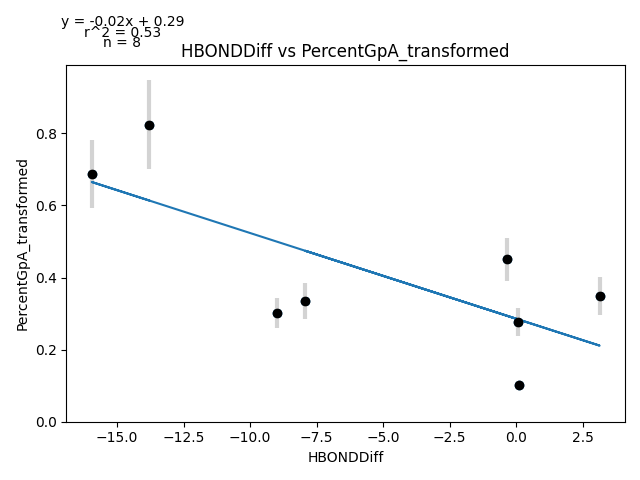 y = -0.02x + 0.29
r^2 = 0.53
n = 8
HBONDDiff vs PercentGpA_transformed
PercentGpA_transformed
0.8
0.6
0.4
0.2
0.0
−15.0 −12.5 −10.0 −7.5 −5.0 −2.5 0.0 2.5
HBONDDiff